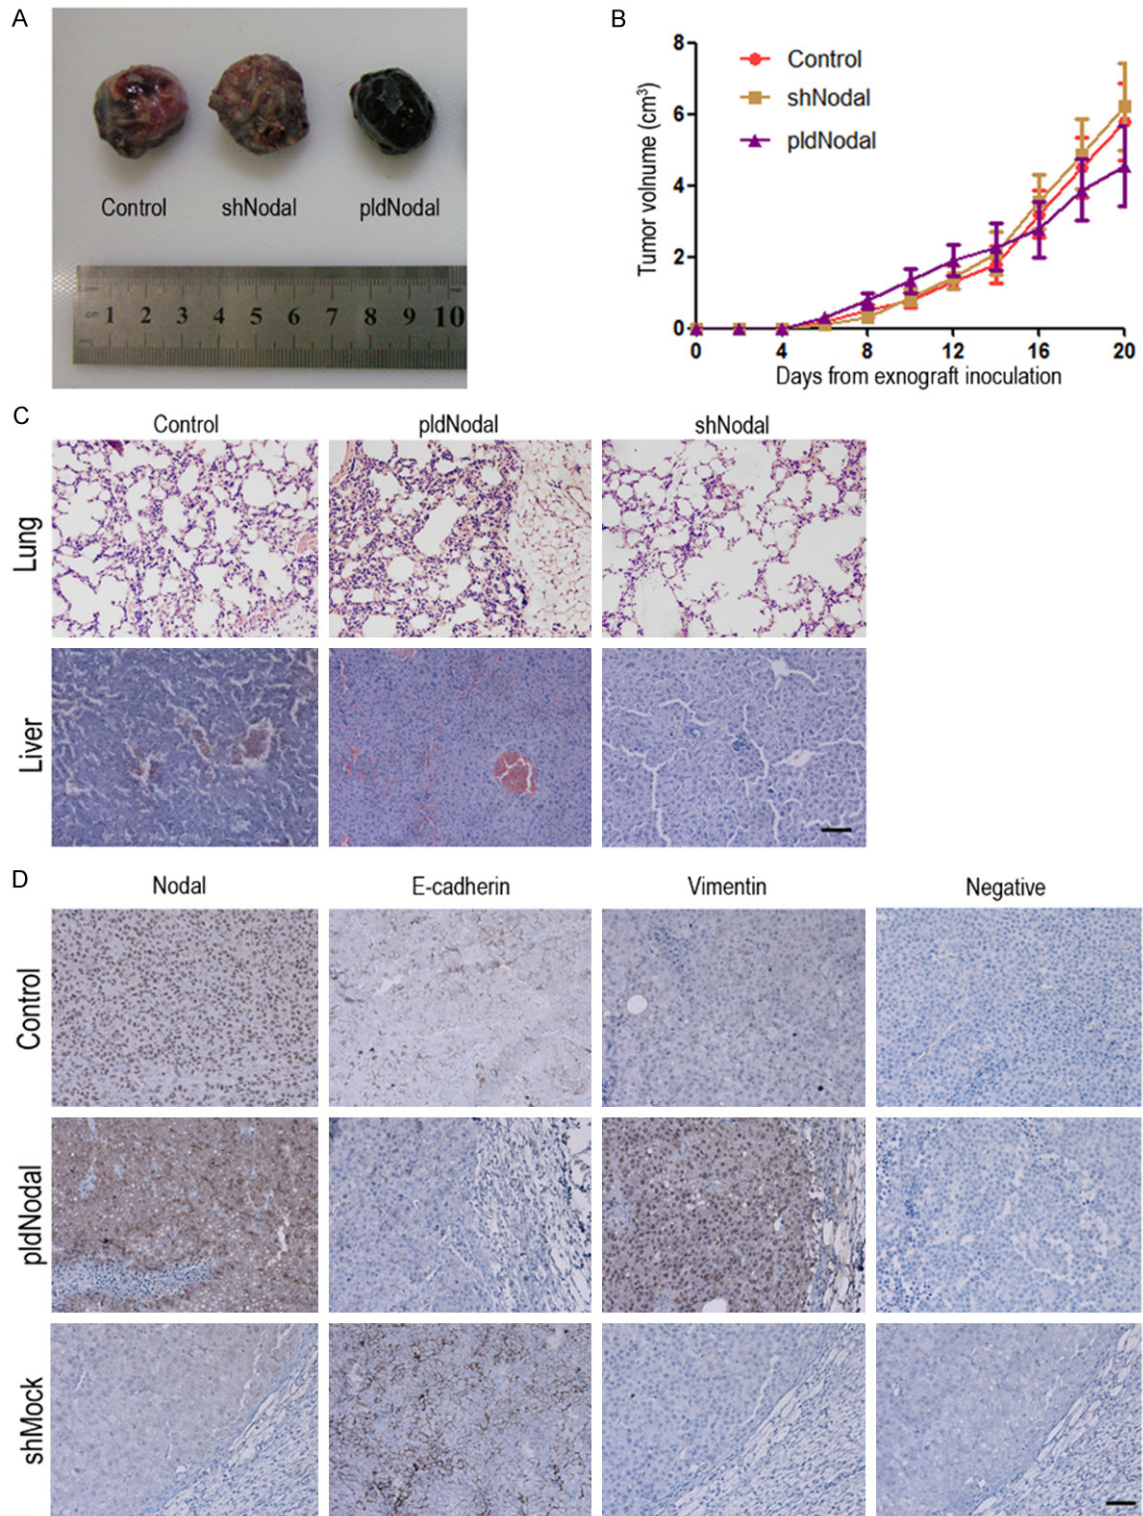 A
Control
shNodal
pldNodal
cm 1 2 3 4 5 6 7 8 9 10
B
Control
shNodal
pldNodal
Tumor volnume (cm³)
8
6
4
2
0
0 4 8 12 16 20
Days from exnograft inoculation
C
Control pldNodal shNodal
Lung
Liver
D
Nodal E-cadherin Vimentin Negative
Control
pldNodal
shMock